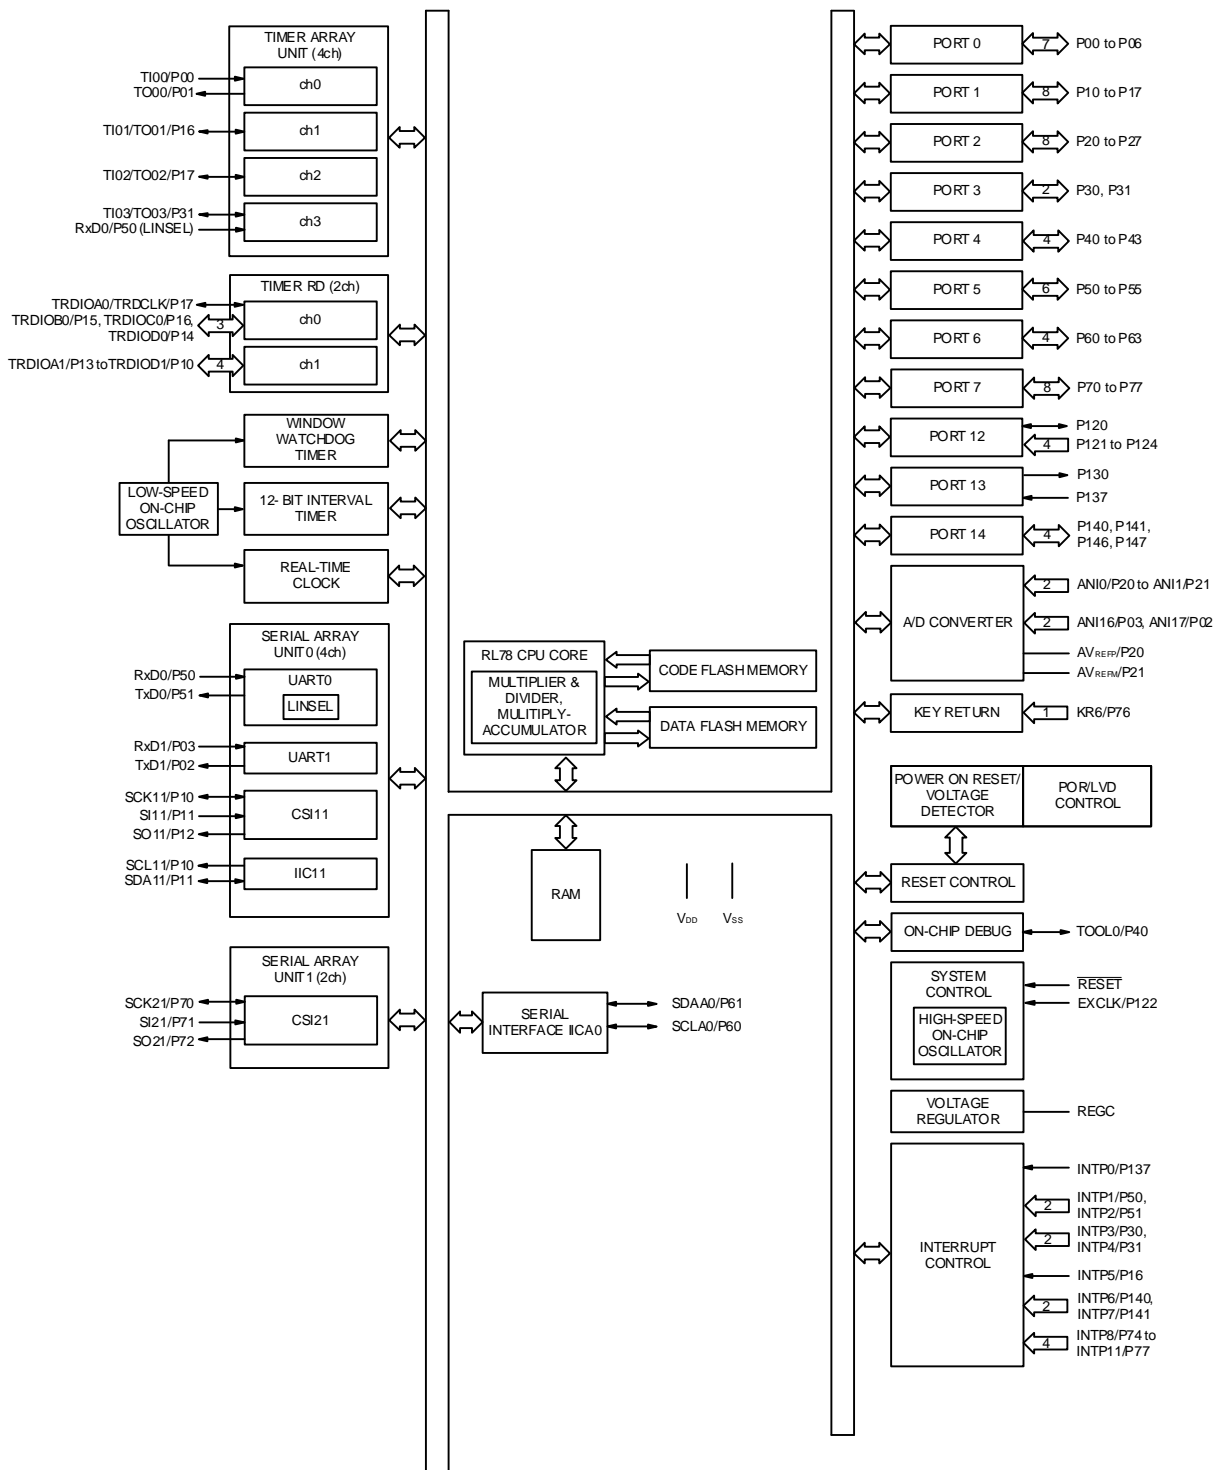 TIMER ARRAY
UNIT (4ch)
TI00/P00
TO00/P01
ch0
TI01/TO01/P16
ch1
TI02/TO02/P17
ch2
TI03/TO03/P31
RxD0/P50 (LINSEL)
ch3
TIMER RD (2ch)
TRDIOA0/TRDCLK/P17
TRDIOB0/P15, TRDIOC0/P16,
TRDIOD0/P14
3
ch0
TRDIOA1/P13 to TRDIOD1/P10
4
ch1
WINDOW
WATCHDOG
TIMER
LOW-SPEED
ON-CHIP
OSCILLATOR
12- BIT INTERVAL
TIMER
REAL-TIME
CLOCK
SERIAL ARRAY
UNIT0 (4ch)
RxD0/P50
TxD0/P51
UART0
LINSEL
RxD1/P03
TxD1/P02
UART1
SCK11/P10
SI11/P11
SO11/P12
CSI11
SCL11/P10
SDA11/P11
IIC11
SERIAL ARRAY
UNIT1 (2ch)
SCK21/P70
SI21/P71
SO21/P72
CSI21
RL78 CPU CORE
MULTIPLIER &
DIVIDER,
MULITIPLY-
ACCUMULATOR
CODE FLASH MEMORY
DATA FLASH MEMORY
RAM
VDD
VSS
SERIAL
INTERFACE IICA0
SDAA0/P61
SCLA0/P60
PORT 0
7
P00 to P06
PORT 1
8
P10 to P17
PORT 2
8
P20 to P27
PORT 3
2
P30, P31
PORT 4
4
P40 to P43
PORT 5
6
P50 to P55
PORT 6
4
P60 to P63
PORT 7
8
P70 to P77
PORT 12
P120
4
P121 to P124
PORT 13
P130
P137
PORT 14
4
P140, P141,
P146, P147
A/D CONVERTER
2
ANI0/P20 to ANI1/P21
2
ANI16/P03, ANI17/P02
AVREFP/P20
AVREFM/P21
KEY RETURN
1
KR6/P76
POWER ON RESET/
VOLTAGE
DETECTOR
POR/LVD
CONTROL
RESET CONTROL
ON-CHIP DEBUG
TOOL0/P40
SYSTEM
CONTROL
HIGH-SPEED
ON-CHIP
OSCILLATOR
RESET
EXCLK/P122
VOLTAGE
REGULATOR
REGC
INTERRUPT
CONTROL
INTP0/P137
2
INTP1/P50,
INTP2/P51
2
INTP3/P30,
INTP4/P31
INTP5/P16
2
INTP6/P140,
INTP7/P141
4
INTP8/P74 to
INTP11/P77